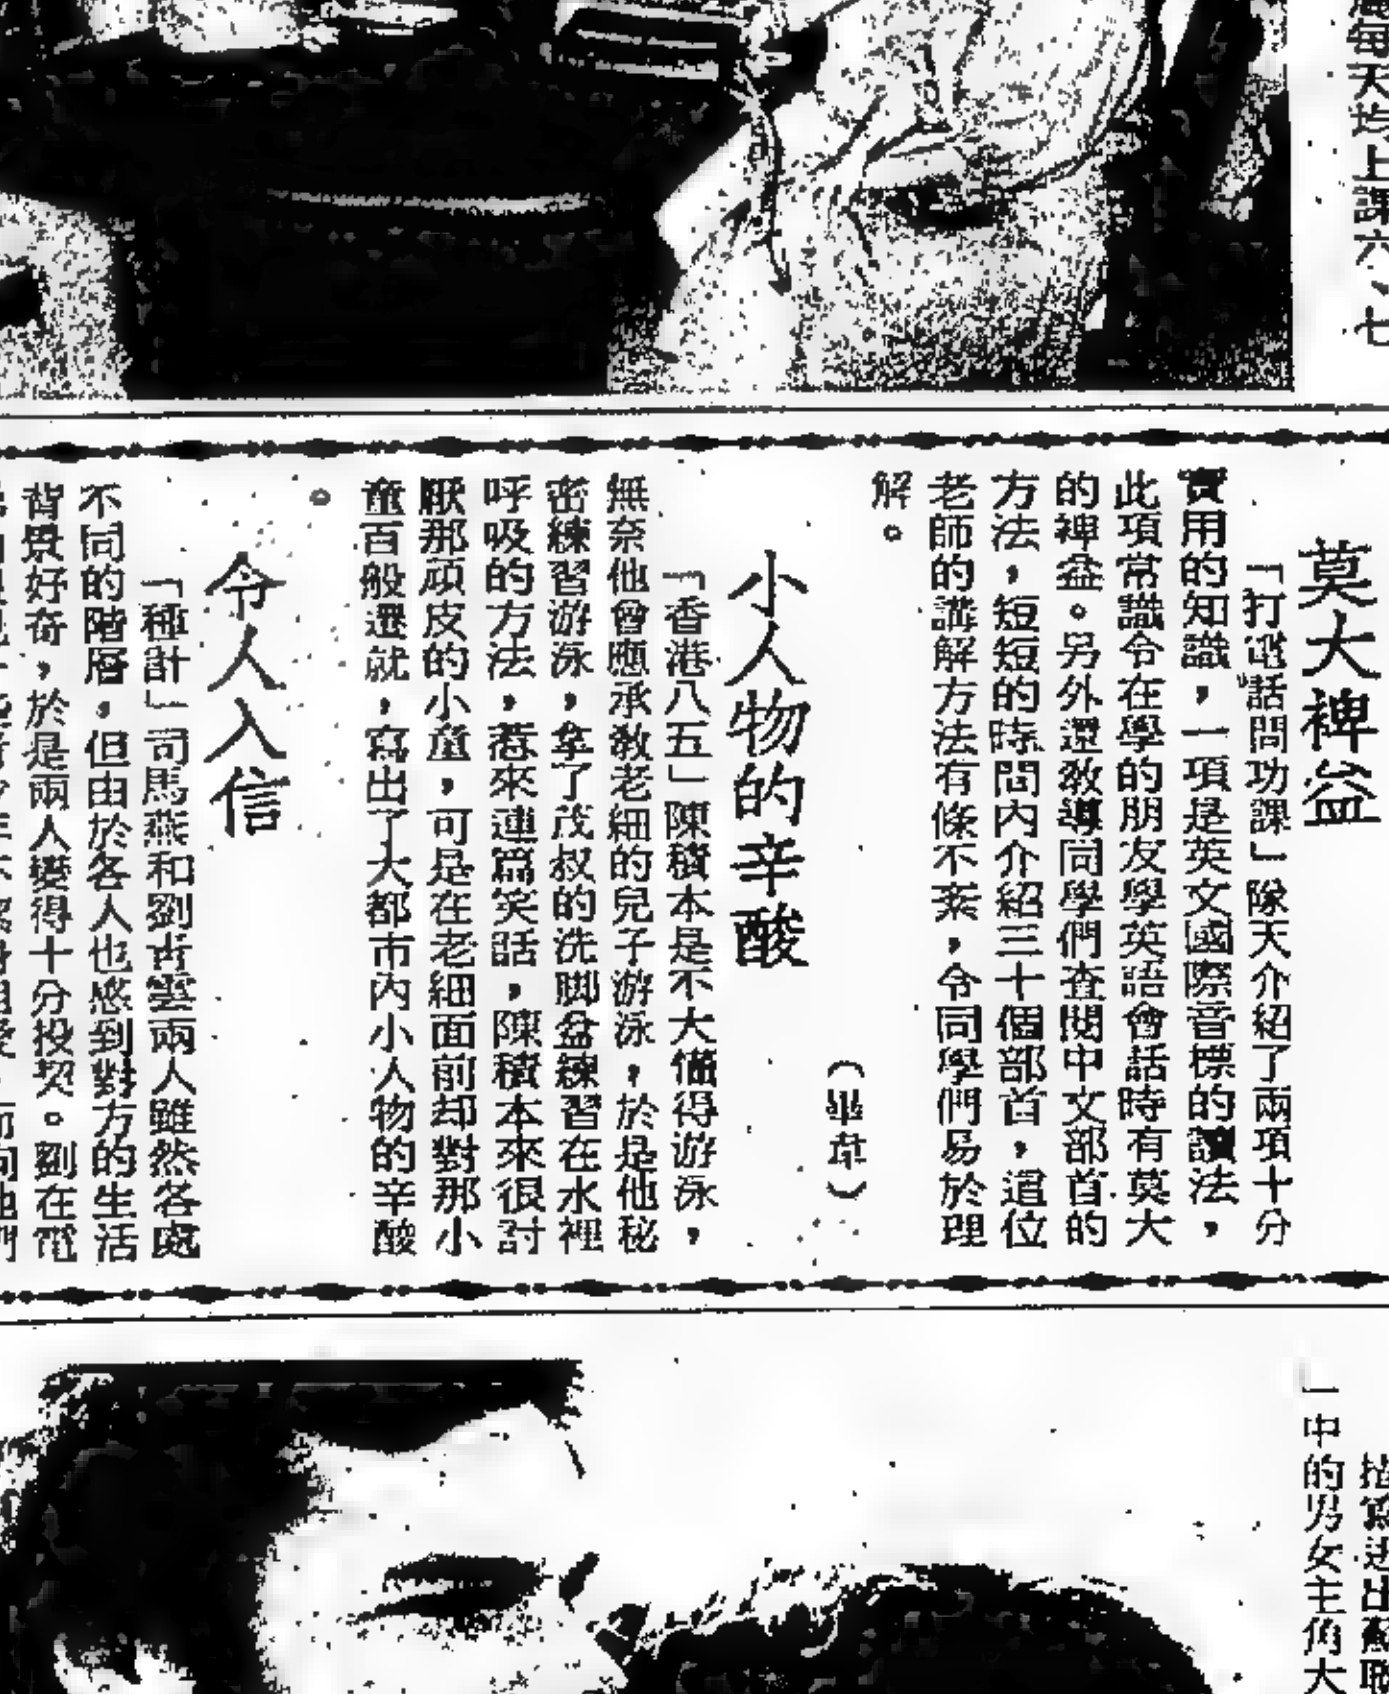 每天均上課六、七
莫大裨益
「打電話問功課」隊天介紹了兩項十分
實用的知識，一項是英文國際音標的讀法，
此項常識令在學的朋友學英語會話時有莫大
的裨益。另外還敎導同學們查閱中文部首的
方法，短短的時間內介紹三十個部首，這位
老師的講解方法有條不紊，令同學們易於理
解。
小人物的辛酸
「香港八五」陳積本是不大懂得游泳，
無奈他曾應承敎老細的兒子游泳，於是他秘
密練習游泳，拿了茂叔的洗脚盆練習在水裡
呼吸的方法，惹來連篇笑話，陳積本來很討
厭那頑皮的小童，可是在老細面前却對那小
童百般遷就，寫出了大都市內小人物的辛酸
。
令人入信
「種計」司馬燕和劉靑雲兩人雖然各處
不同的階層，但由於各人也感到對方的生活
背景好奇，於是兩人變得十分投契。劉在電
」中的男女主角大